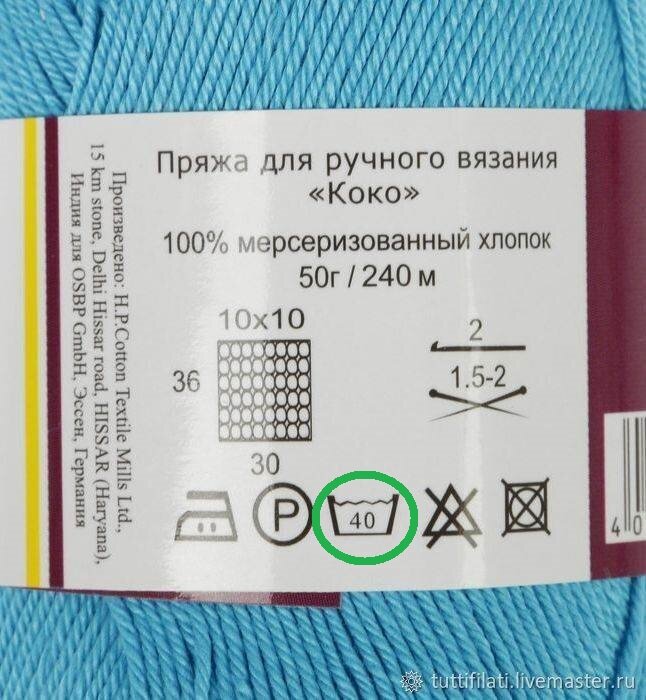 Пряжа для ручного вязания
«Коко»
100% мерсеризованный хлопок
50г / 240 м
10x10
36
30
2
1.5-2
P
40
Произведено: H.P.Cotton Textile Mills Ltd.,
15 km stone, Delhi Hissar road, HISSAR (Haryana),
Индия для OSBP GmbH, Эссен, Германия
4 0
tuttifilati.livemaster.ru